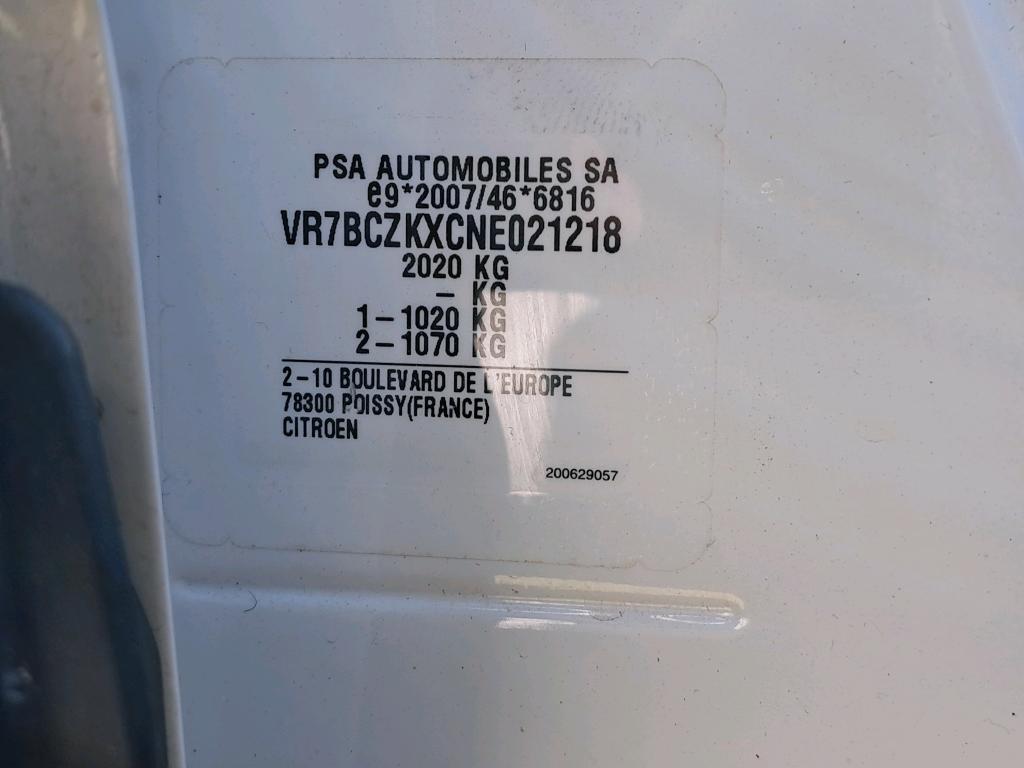 PSA AUTOMOBILES SA
e9*2007/46*6816
VR7BCZKXCNE021218
2020 KG
– KG
1–1020 KG
2–1070 KG
2–10 BOULEVARD DE L'EUROPE
78300 POISSY(FRANCE)
CITROEN
200629057